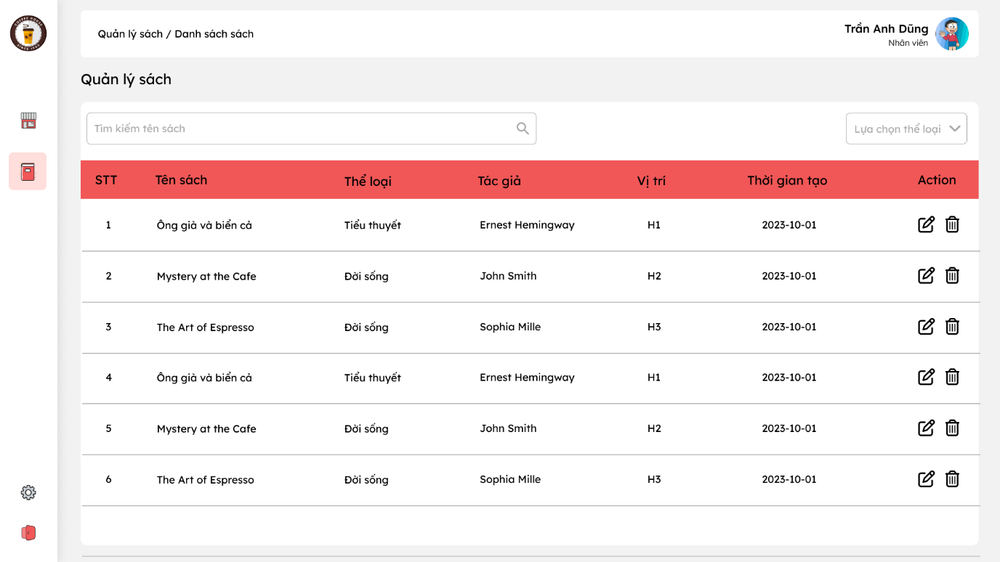 COFFEE HOUSE
SINCE 1980
Quản lý sách / Danh sách sách
Trần Anh Dũng
Nhân viên
Quản lý sách
Tìm kiếm tên sách
Lựa chọn thể loại
STT Tên sách Thể loại Tác giả Vị trí Thời gian tạo Action
1 Ông già và biển cả Tiểu thuyết Ernest Hemingway H1 2023-10-01
2 Mystery at the Cafe Đời sống John Smith H2 2023-10-01
3 The Art of Espresso Đời sống Sophia Mille H3 2023-10-01
4 Ông già và biển cả Tiểu thuyết Ernest Hemingway H1 2023-10-01
5 Mystery at the Cafe Đời sống John Smith H2 2023-10-01
6 The Art of Espresso Đời sống Sophia Mille H3 2023-10-01